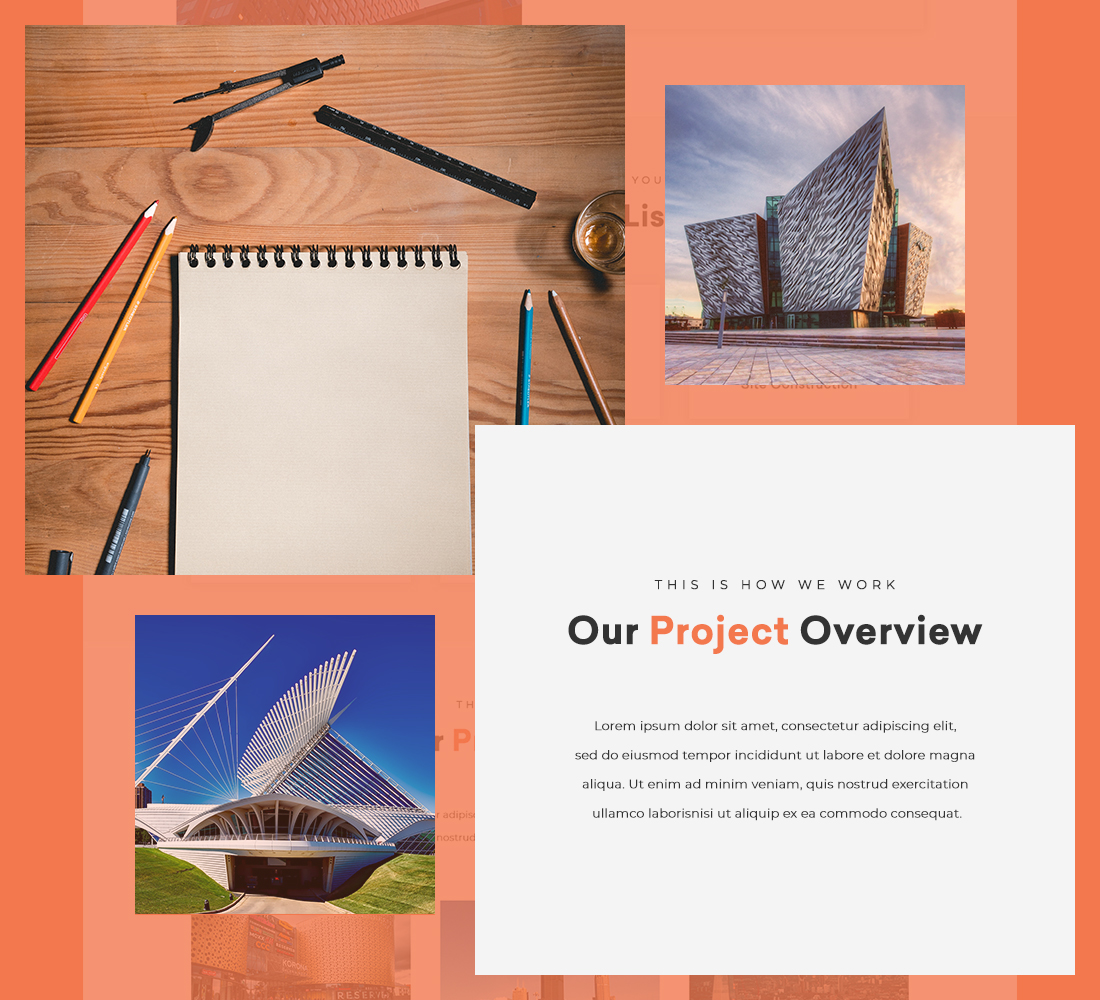 YOU
Lis
Site Construction
THIS IS HOW WE WORK
Our Project Overview
TH
r P
Lorem ipsum dolor sit amet, consectetur adipiscing elit,
sed do eiusmod tempor incididunt ut labore et dolore magna
aliqua. Ut enim ad minim veniam, quis nostrud exercitation
ullamco laborisnisi ut aliquip ex ea commodo consequat.
r adipis
nostrud
KORONA
RESERVE